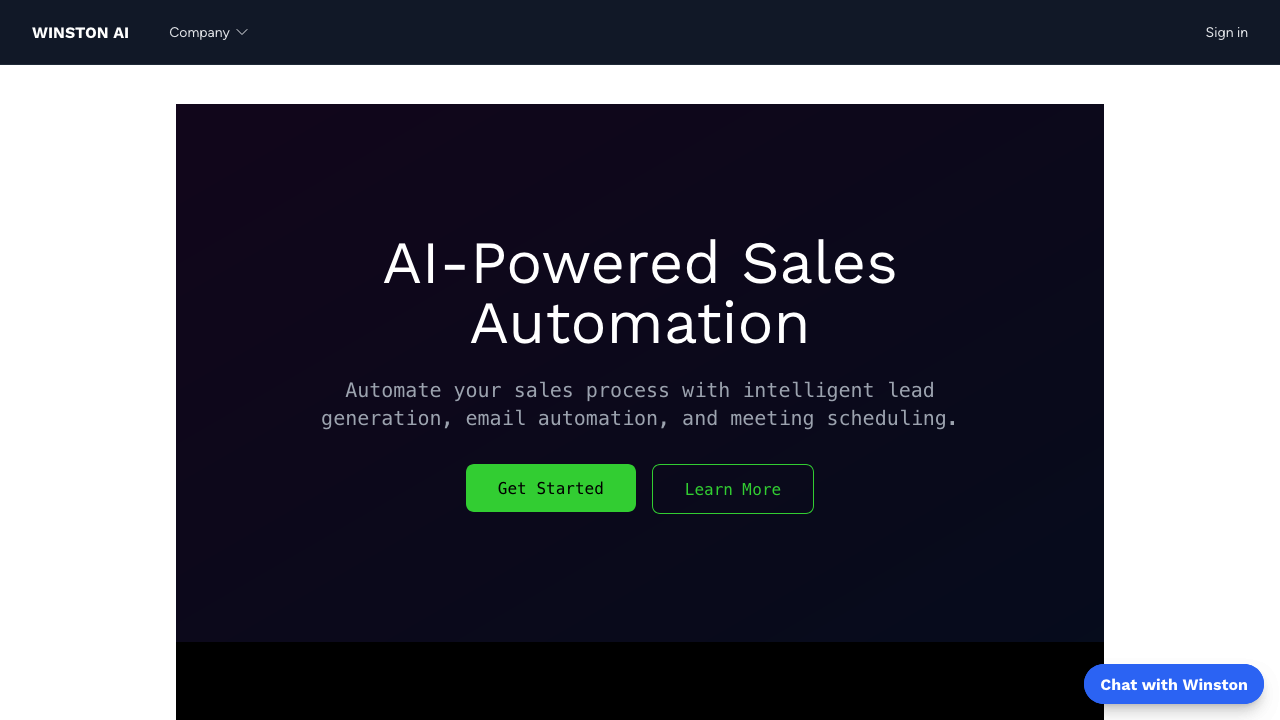 WINSTON AI
Company
Sign in
AI-Powered Sales
Automation
Automate your sales process with intelligent lead
generation, email automation, and meeting scheduling.
Get Started
Learn More
Chat with Winston